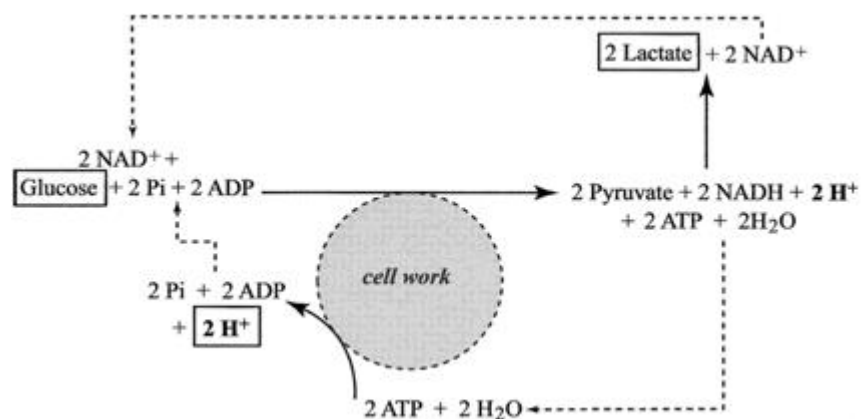 2 Lactate + 2 NAD⁺
2 NAD⁺ +
Glucose + 2 Pi + 2 ADP
2 Pyruvate + 2 NADH + 2 H⁺
+ 2 ATP + 2H₂O
cell work
2 Pi + 2 ADP
+ 2 H⁺
2 ATP + 2 H₂O